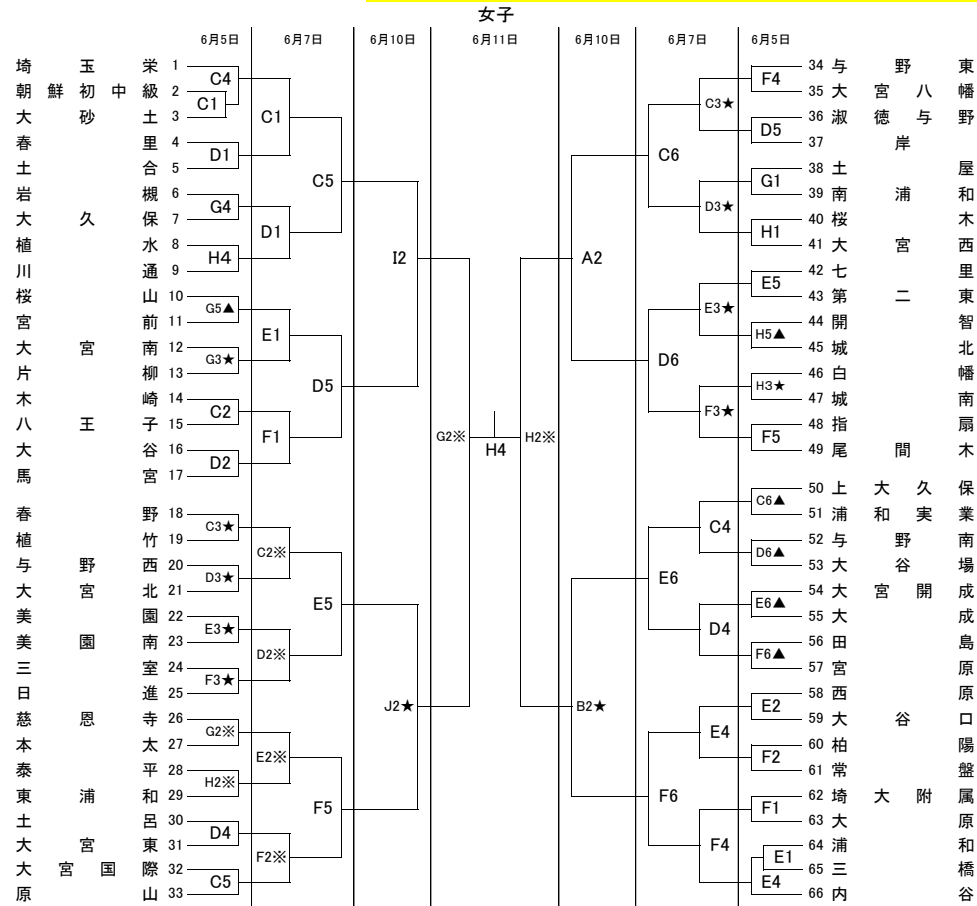 女子
6月5日 6月7日 6月10日 6月11日 6月10日 6月7日 6月5日
埼玉栄 1
朝鮮初中級 2
大砂土 3
春里 4
土合 5
岩槻 6
大久保 7
植水 8
川通 9
桜山 10
宮前 11
大宮南 12
片柳 13
木崎 14
八王子 15
大谷 16
馬宮 17
春野 18
植竹 19
与野西 20
大宮北 21
美園 22
美園南 23
三室 24
日進 25
慈恩寺 26
本太 27
泰平 28
東浦和 29
土呂 30
大宮東 31
大宮国際 32
原山 33
C4
C1
D1
G4
H4
G5▲
G3★
C2
D2
C3★
D3★
E3★
F3★
G2※
H2※
D4
C5
C1
D1
E1
F1
C2※
D2※
E2※
F2※
C5
D5
E5
F5
I2
J2★
G2※
H4
H2※
A2
B2★
C6
D6
E6
F6
C3★
D3★
E3★
F3★
C4
D4
E4
F4
F4
D5
G1
H1
E5
H5▲
H3★
F5
C6▲
D6▲
E6▲
F6▲
E2
F2
F1
E1
E4
34 与野東
35 大宮八幡
36 淑徳与野
37 岸
38 土屋
39 南浦和
40 桜木
41 大宮西
42 七里
43 第二東
44 開智
45 城北
46 白幡
47 城南
48 指扇
49 尾間木
50 上大久保
51 浦和実業
52 与野南
53 大谷場
54 大宮開成
55 大成
56 田島
57 宮原
58 西原
59 大谷口
60 柏陽
61 常盤
62 埼大附属
63 大原
64 浦和
65 三橋
66 内谷